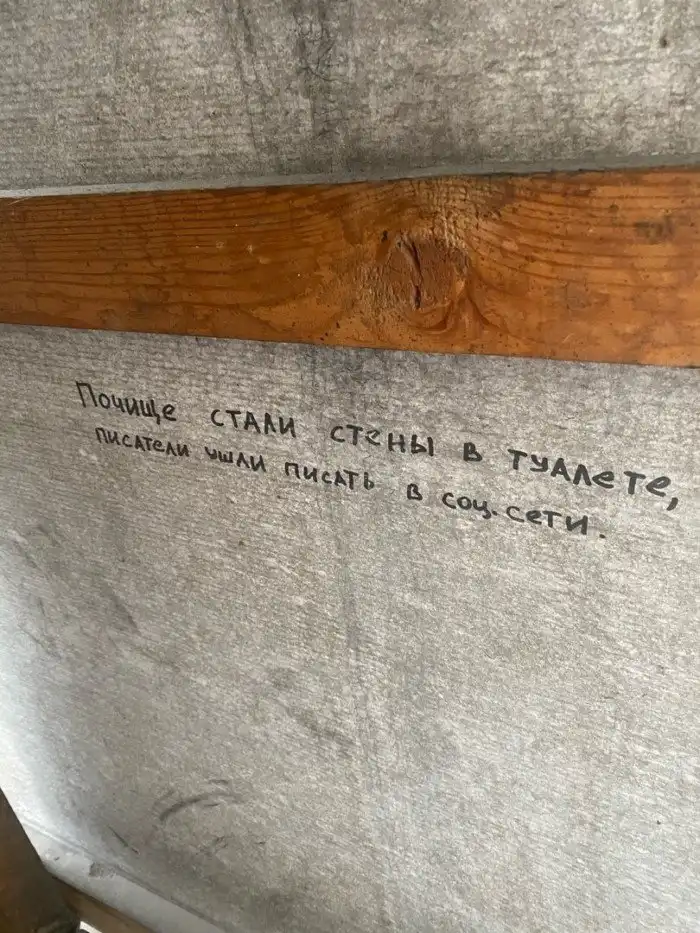 Почище стали стены в туалете,
писатели ушли писать в соц.сети.